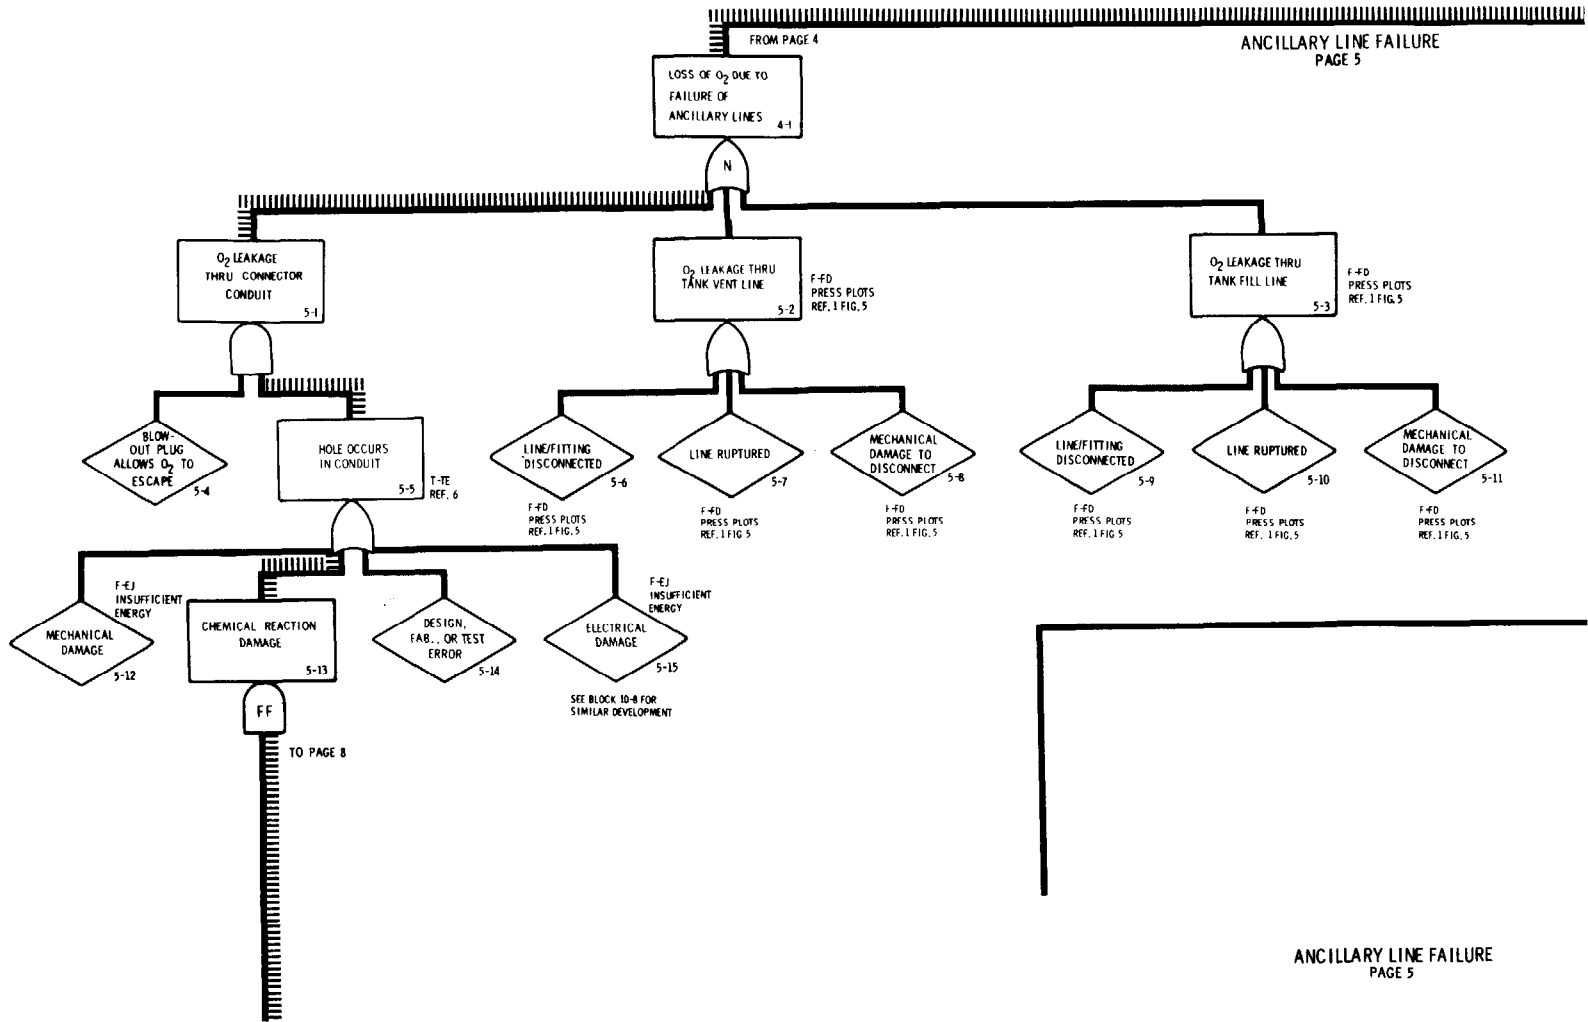 FROM PAGE 4
ANCILLARY LINE FAILURE
PAGE 5
LOSS OF O2 DUE TO
FAILURE OF
ANCILLARY LINES
4-1
N
O2 LEAKAGE
THRU CONNECTOR
CONDUIT
5-1
O2 LEAKAGE THRU
TANK VENT LINE
5-2
F-FD
PRESS PLOTS
REF. 1 FIG. 5
O2 LEAKAGE THRU
TANK FILL LINE
5-3
F-FD
PRESS PLOTS
REF. 1 FIG. 5
BLOW-
OUT PLUG
ALLOWS O2 TO
ESCAPE
5-4
HOLE OCCURS
IN CONDUIT
5-5
T-TE
REF. 6
LINE/FITTING
DISCONNECTED
5-6
F-FD
PRESS PLOTS
REF. 1 FIG. 5
LINE RUPTURED
5-7
F-FD
PRESS PLOTS
REF. 1 FIG 5
MECHANICAL
DAMAGE TO
DISCONNECT
5-8
F-FD
PRESS PLOTS
REF. 1 FIG 5
LINE/FITTING
DISCONNECTED
5-9
F-FD
PRESS PLOTS
REF. 1 FIG. 5
LINE RUPTURED
5-10
F-FD
PRESS PLOTS
REF. 1 FIG. 5
MECHANICAL
DAMAGE TO
DISCONNECT
5-11
F-FD
PRESS PLOTS
REF. 1 FIG. 5
F-EJ
INSUFFICIENT
ENERGY
MECHANICAL
DAMAGE
5-12
CHEMICAL REACTION
DAMAGE
5-13
DESIGN,
FAB., OR TEST
ERROR
5-14
F-EJ
INSUFFICIENT
ENERGY
ELECTRICAL
DAMAGE
5-15
SEE BLOCK 10-8 FOR
SIMILAR DEVELOPMENT
FF
TO PAGE 8
ANCILLARY LINE FAILURE
PAGE 5